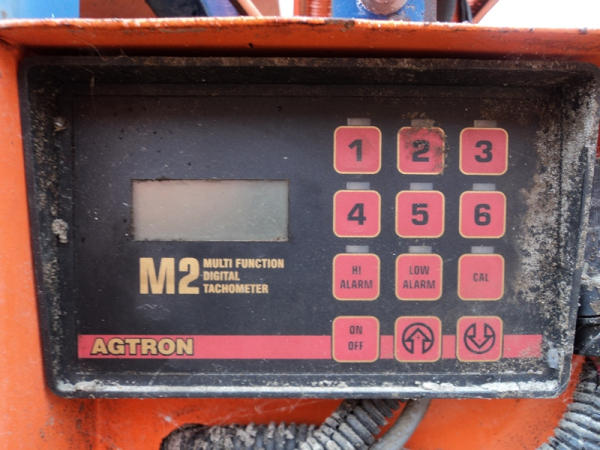 1 2 3
4 5 6
M2 MULTI FUNCTION
DIGITAL
TACHOMETER
HI
ALARM
LOW
ALARM
CAL
AGTRON
ON
OFF